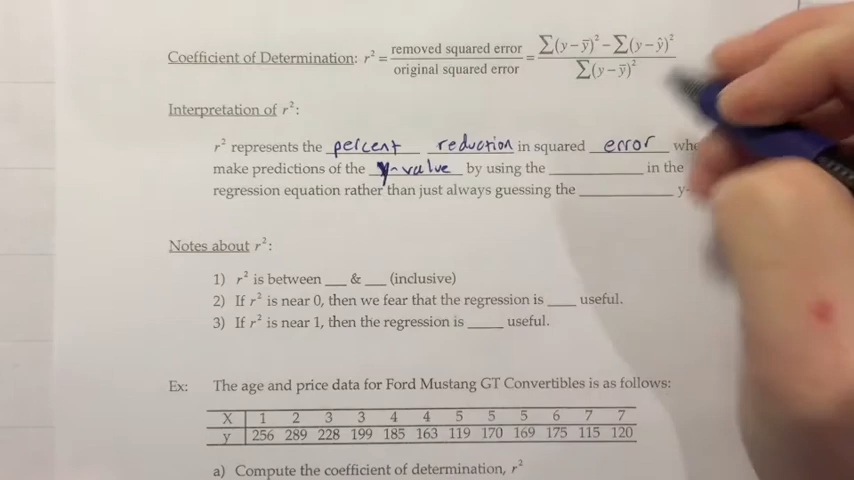 Coefficient of Determination: r² = removed squared error / original squared error = ∑(y−ȳ)² − ∑(y−ŷ)² / ∑(y−ȳ)²
Interpretation of r²:
r² represents the percent reduction in squared error
make predictions of the y-value by using the ________ in the
regression equation rather than just always guessing the ________ y-
Notes about r²:
1) r² is between __ & __ (inclusive)
2) If r² is near 0, then we fear that the regression is ___ useful.
3) If r² is near 1, then the regression is ____ useful.
Ex: The age and price data for Ford Mustang GT Convertibles is as follows:
X 1 2 3 3 4 4 5 5 5 6 7 7
y 256 289 228 199 185 163 119 170 169 175 115 120
a) Compute the coefficient of determination, r²